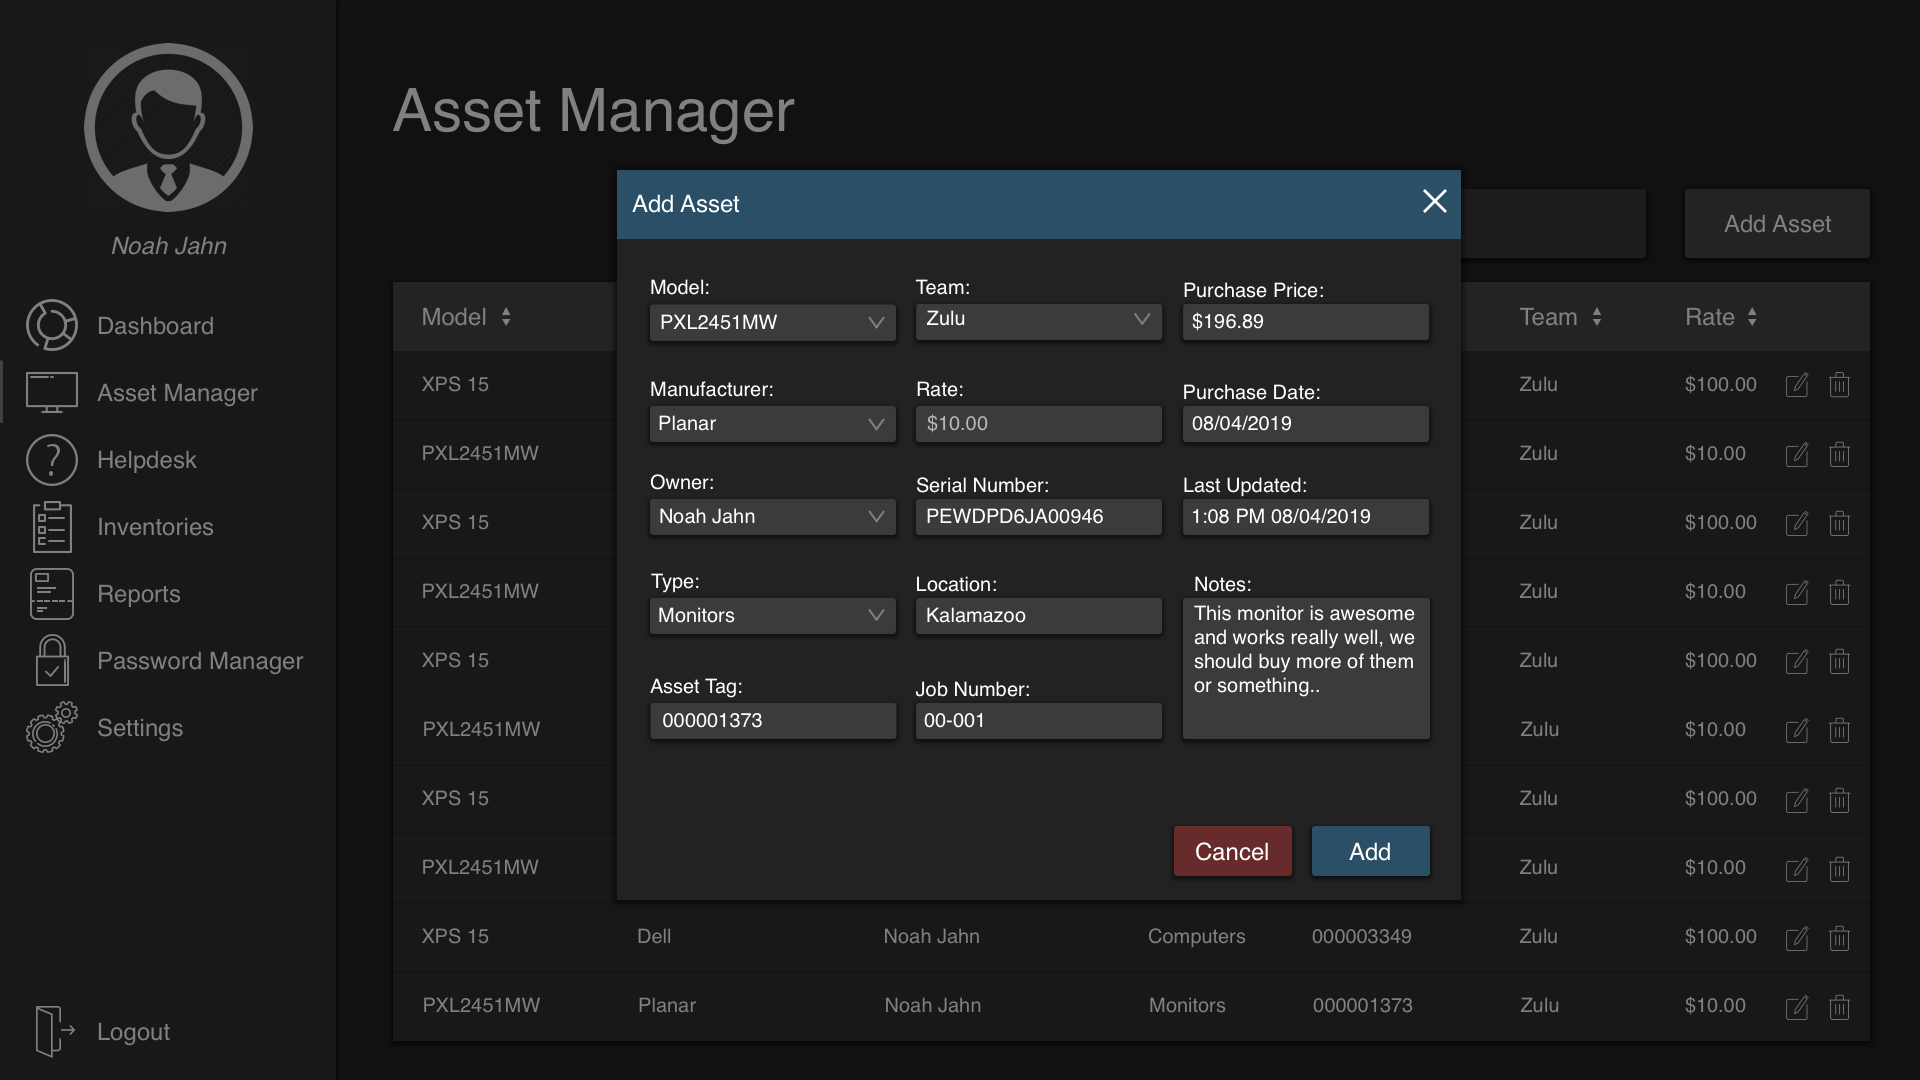 Noah Jahn
Dashboard
Asset Manager
Helpdesk
?
Inventories
Reports
Password Manager
Settings
Logout
Asset Manager
Add Asset
Model Team Rate
XPS 15 Zulu $100.00
PXL2451MW Zulu $10.00
XPS 15 Zulu $100.00
PXL2451MW Zulu $10.00
XPS 15 Zulu $100.00
PXL2451MW Zulu $10.00
XPS 15 Zulu $100.00
PXL2451MW Zulu $10.00
XPS 15 Dell Noah Jahn Computers 000003349 Zulu $100.00
PXL2451MW Planar Noah Jahn Monitors 000001373 Zulu $10.00
Add Asset
Model: Team: Purchase Price:
PXL2451MW Zulu $196.89
Manufacturer: Rate: Purchase Date:
Planar $10.00 08/04/2019
Owner: Serial Number: Last Updated:
Noah Jahn PEWDPD6JA00946 1:08 PM 08/04/2019
Type: Location: Notes:
Monitors Kalamazoo
This monitor is awesome
and works really well, we
should buy more of them
or something..
Asset Tag: Job Number:
000001373 00-001
Cancel Add